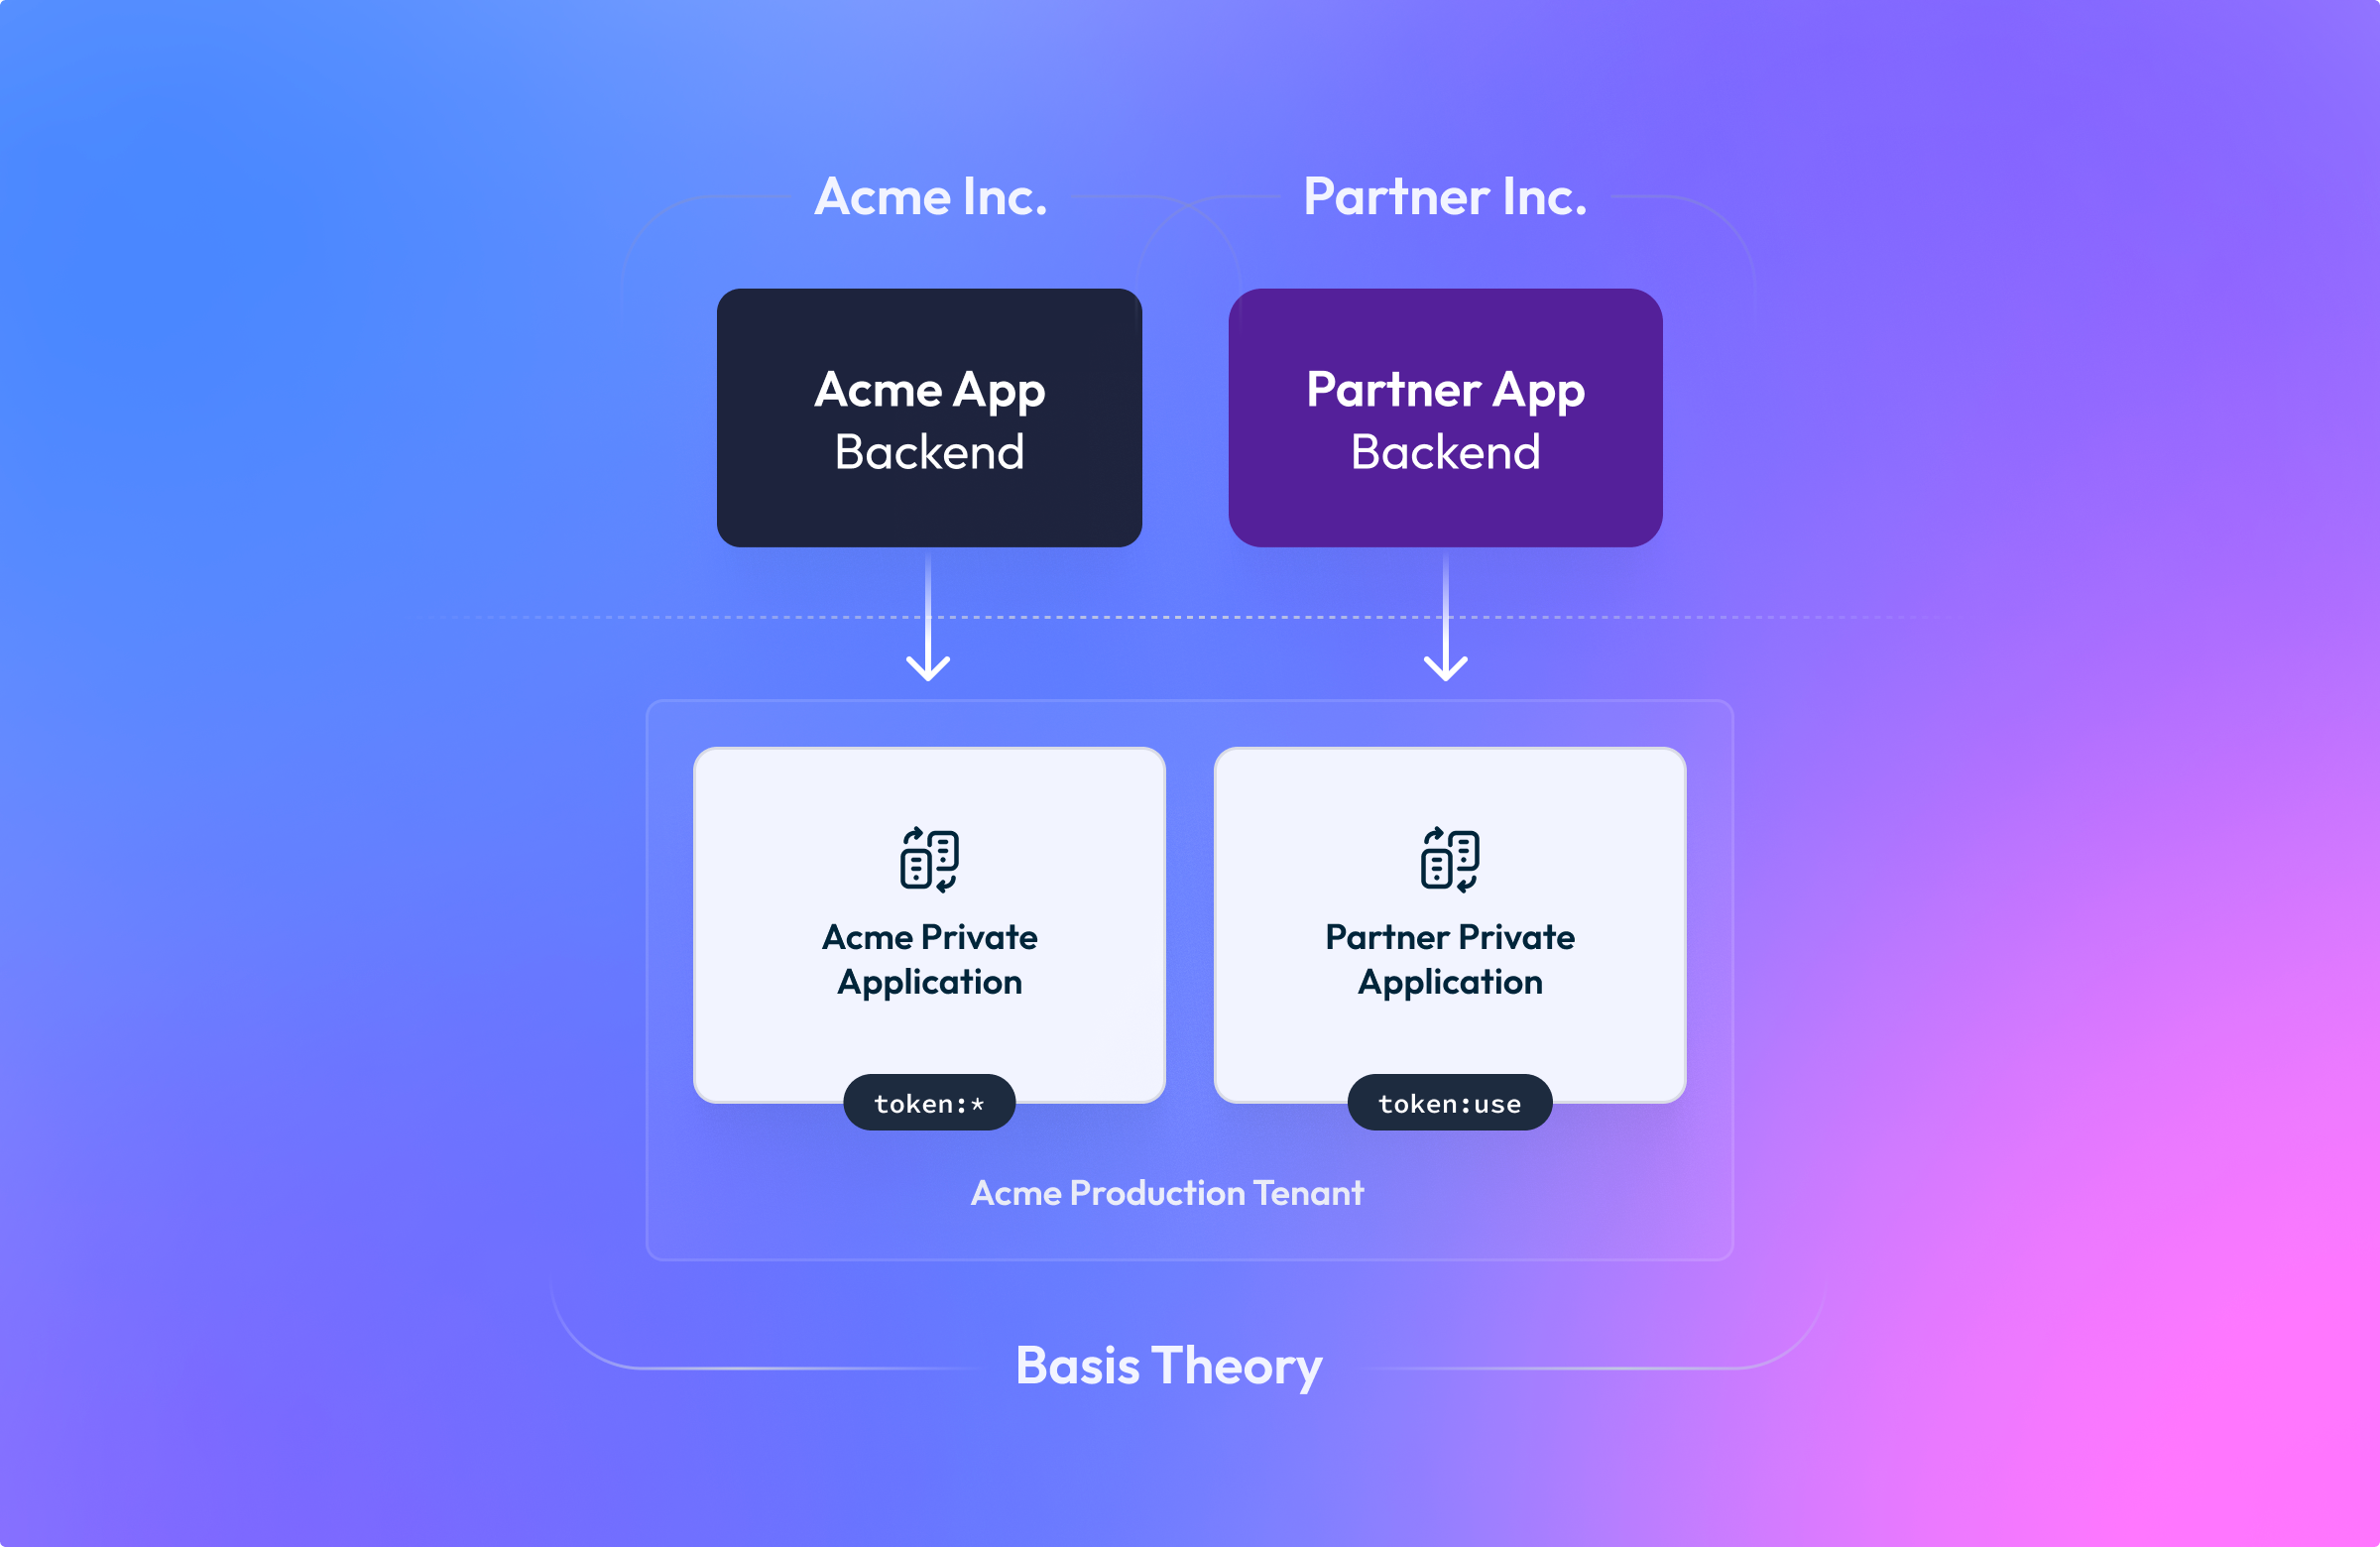 Acme Inc.
Partner Inc.
Acme App
Backend
Partner App
Backend
Acme Private
Application
token:*
Partner Private
Application
token:use
Acme Production Tenant
Basis Theory